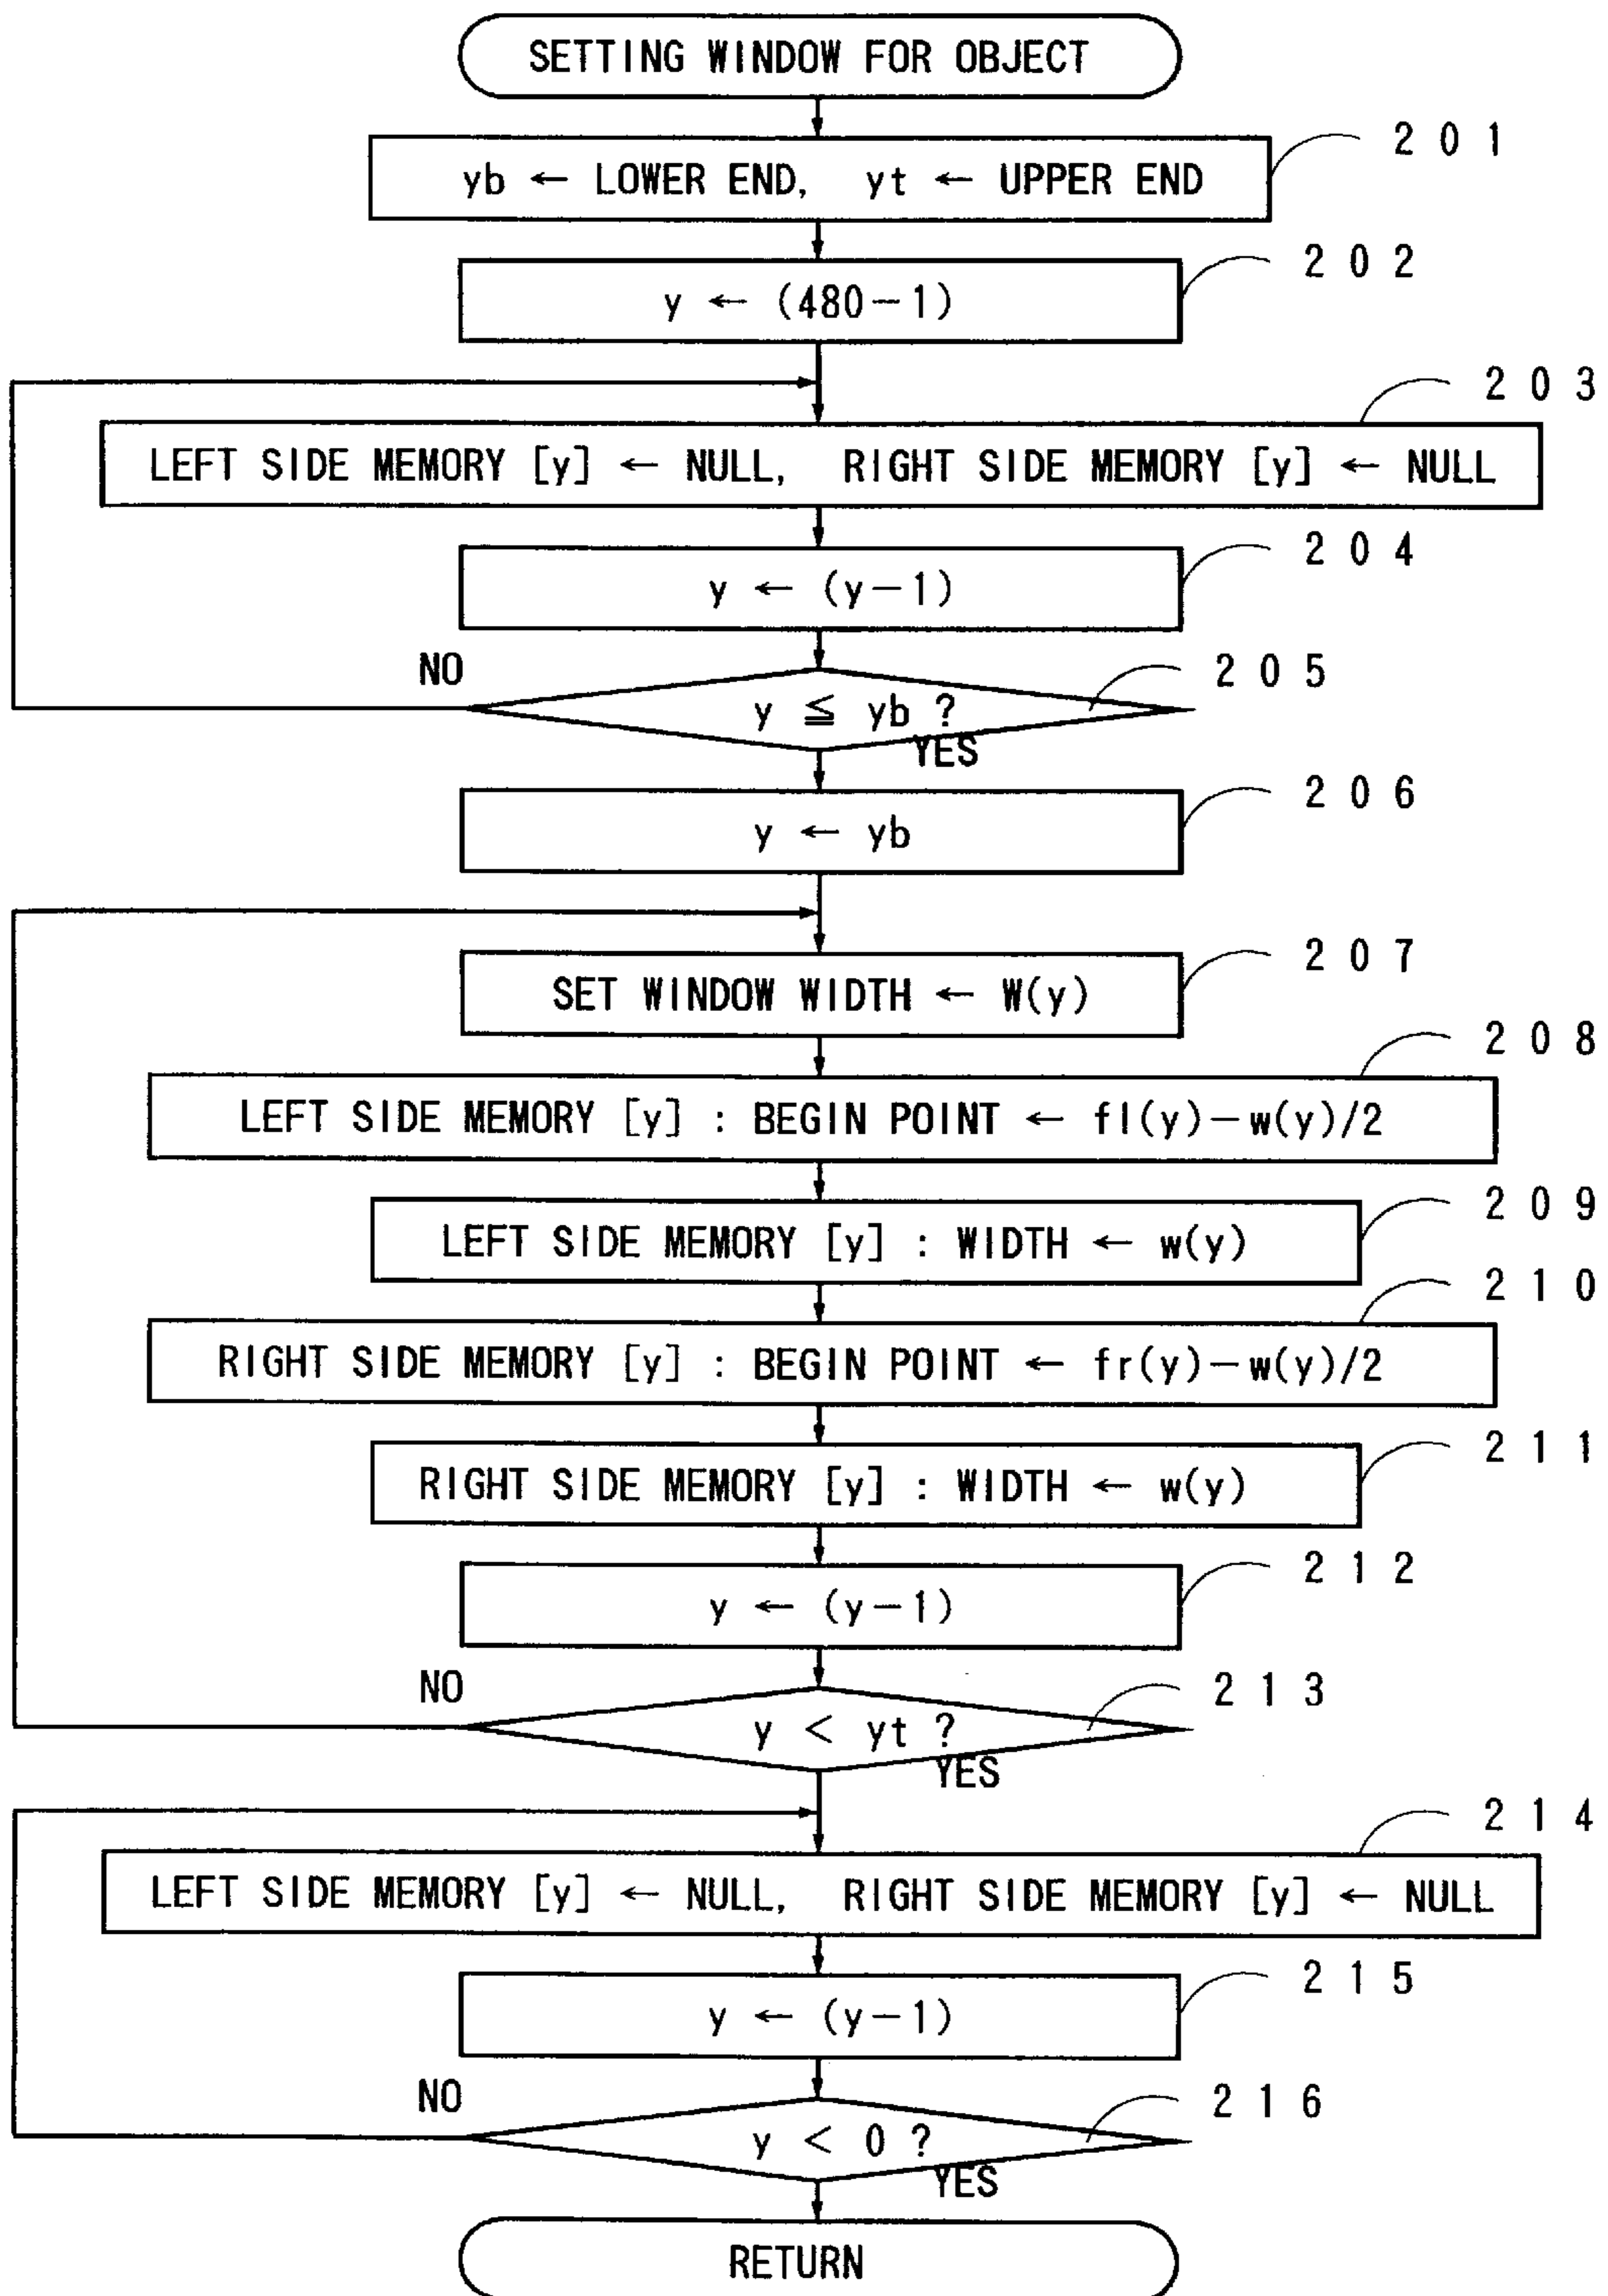 SETTING WINDOW FOR OBJECT
201
yb ← LOWER END, yt ← UPPER END
202
y ← (480-1)
203
LEFT SIDE MEMORY [y] ← NULL, RIGHT SIDE MEMORY [y] ← NULL
204
y ← (y-1)
NO
205
y ≦ yb ?
YES
206
y ← yb
207
SET WINDOW WIDTH ← W(y)
208
LEFT SIDE MEMORY [y] : BEGIN POINT ← fl(y)-w(y)/2
209
LEFT SIDE MEMORY [y] : WIDTH ← w(y)
210
RIGHT SIDE MEMORY [y] : BEGIN POINT ← fr(y)-w(y)/2
211
RIGHT SIDE MEMORY [y] : WIDTH ← w(y)
212
y ← (y-1)
NO
213
y < yt ?
YES
214
LEFT SIDE MEMORY [y] ← NULL, RIGHT SIDE MEMORY [y] ← NULL
215
y ← (y-1)
NO
216
y < 0 ?
YES
RETURN